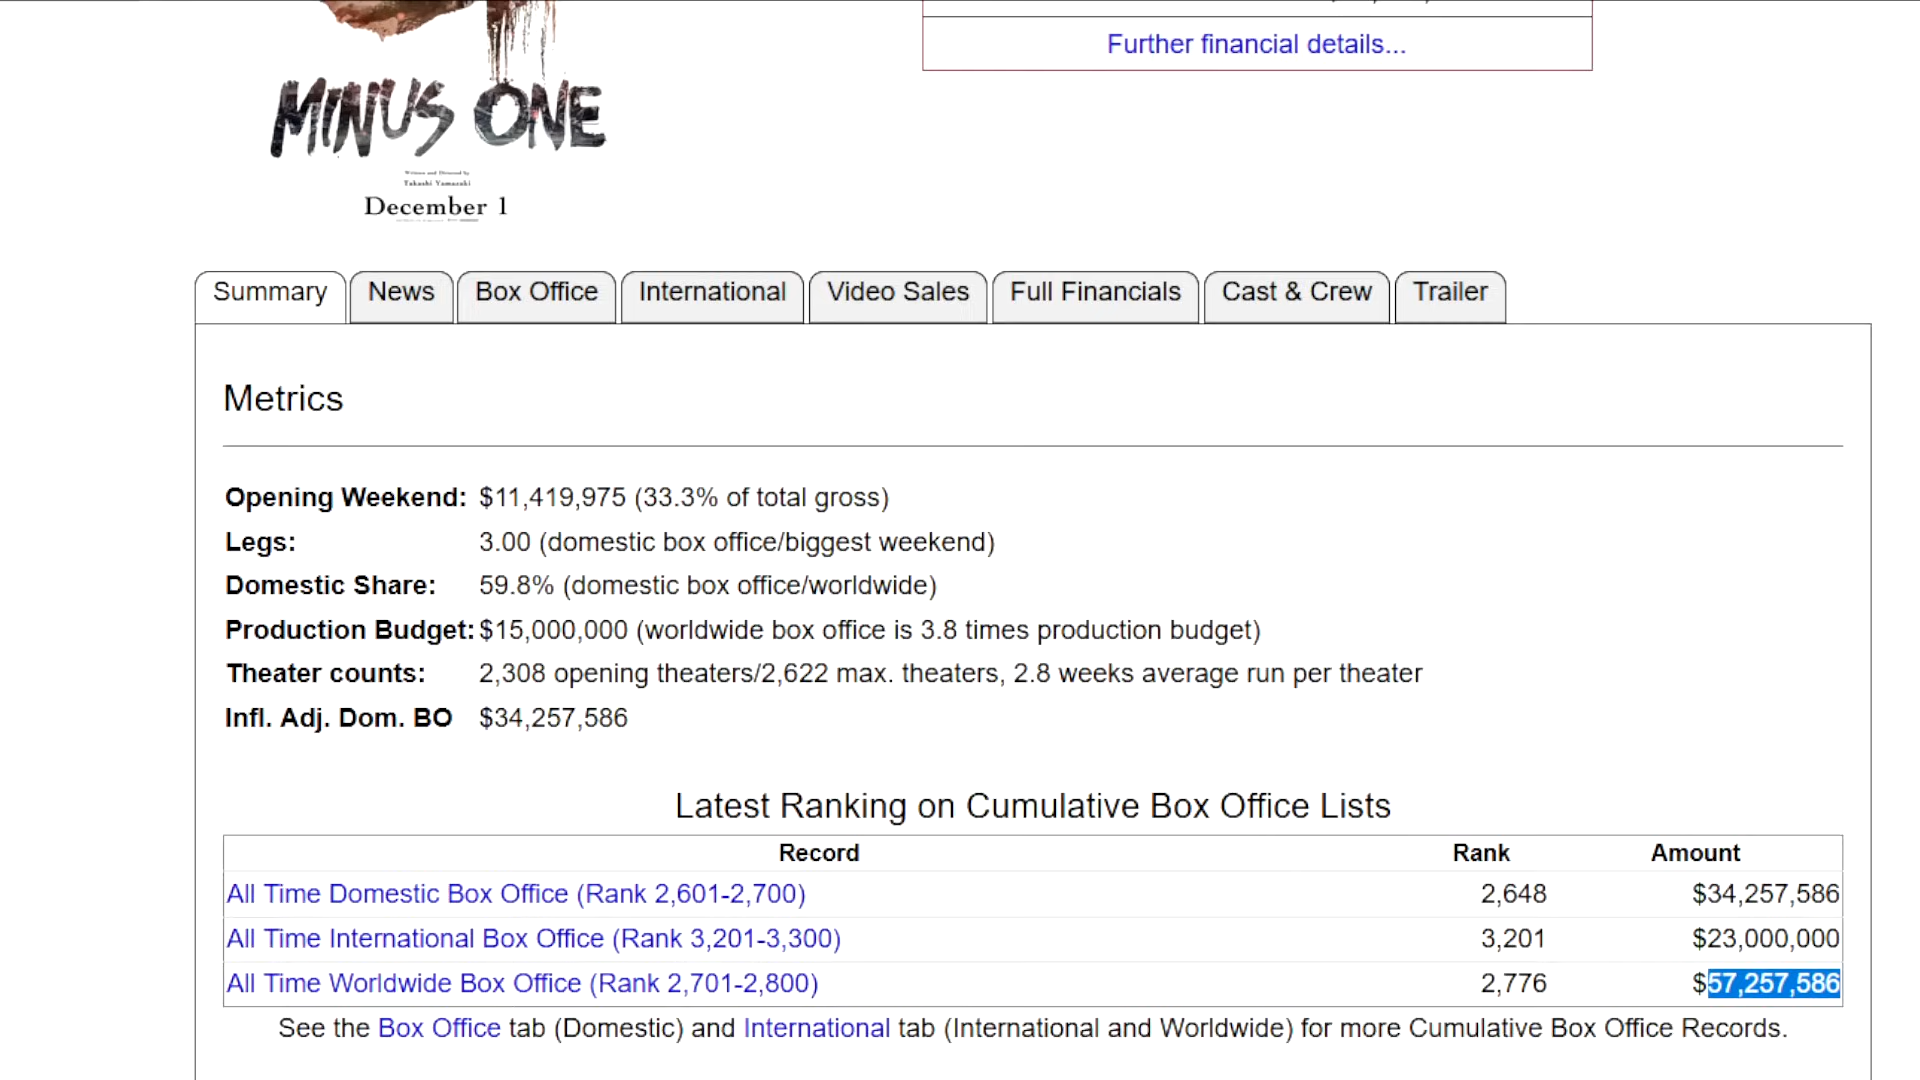 Further financial details...
MINUS ONE
Written and Directed by
Takashi Yamazaki
December 1
Summary
News
Box Office
International
Video Sales
Full Financials
Cast & Crew
Trailer
Metrics
Opening Weekend: $11,419,975 (33.3% of total gross)
Legs: 3.00 (domestic box office/biggest weekend)
Domestic Share: 59.8% (domestic box office/worldwide)
Production Budget: $15,000,000 (worldwide box office is 3.8 times production budget)
Theater counts: 2,308 opening theaters/2,622 max. theaters, 2.8 weeks average run per theater
Infl. Adj. Dom. BO $34,257,586
Latest Ranking on Cumulative Box Office Lists
Record Rank Amount
All Time Domestic Box Office (Rank 2,601-2,700) 2,648 $34,257,586
All Time International Box Office (Rank 3,201-3,300) 3,201 $23,000,000
All Time Worldwide Box Office (Rank 2,701-2,800) 2,776 $57,257,586
See the Box Office tab (Domestic) and International tab (International and Worldwide) for more Cumulative Box Office Records.